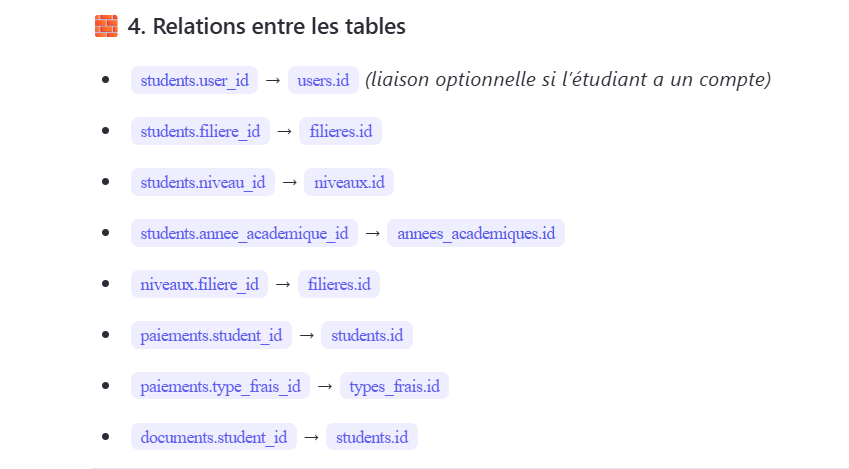 4. Relations entre les tables
students.user_id → users.id (liaison optionnelle si l'étudiant a un compte)
students.filiere_id → filieres.id
students.niveau_id → niveaux.id
students.annee_academique_id → annees_academiques.id
niveaux.filiere_id → filieres.id
paiements.student_id → students.id
paiements.type_frais_id → types_frais.id
documents.student_id → students.id